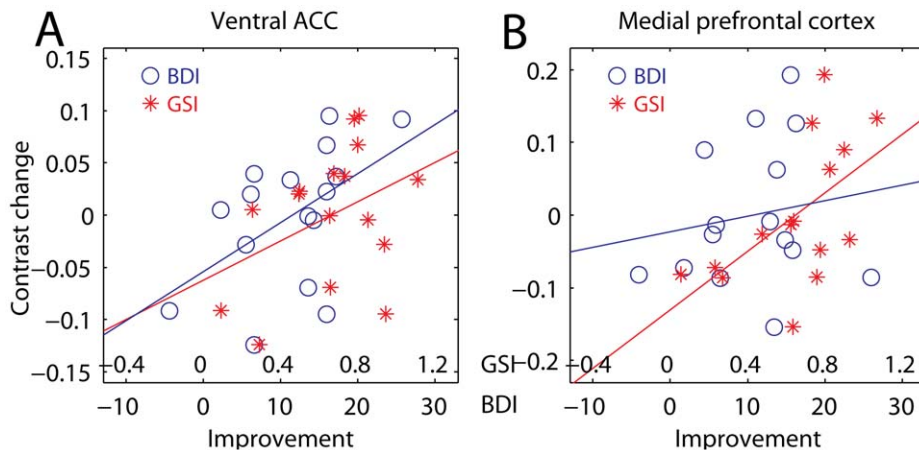 A
Ventral ACC
BDI
GSI
Contrast change
0.15
0.1
0.05
0
−0.05
−0.1
−0.15
−0.4 0 0.4 0.8 1.2
−10 0 10 20 30
Improvement
B
Medial prefrontal cortex
BDI
GSI
0.2
0.1
0
−0.1
−0.2
GSI −0.4 0 0.4 0.8 1.2
BDI −10 0 10 20 30
Improvement